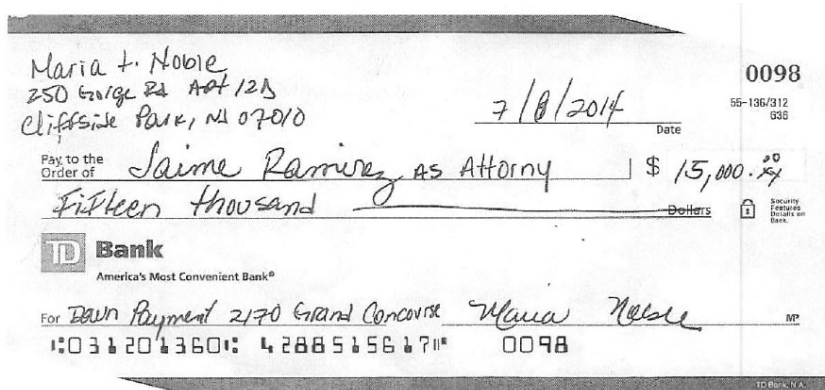 Maria t. Noble
0098
250 Gorge Rd Apt 12A
55-136/312
636
Cliffside Park, NJ 07010
7/8/2014
Date
Pay to the Order of Jaime Ramirez As Attorny $ 15,000.00/xx
Fifteen thousand Dollars
Security Features Details on Back.
TD Bank
America's Most Convenient Bank®
For Down Payment 2170 Grand Concourse Maria Noble MP
⑆031201360⑆ 4288515617⑈ 0098
TD Bank, N.A.